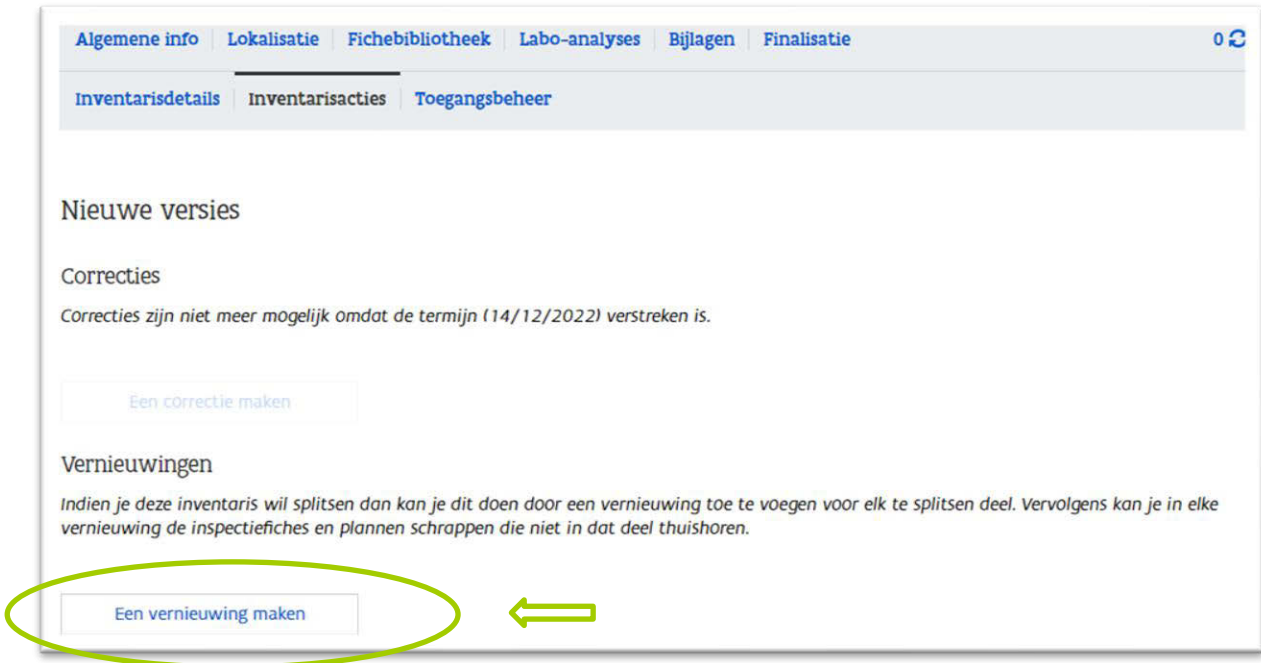 Algemene info Lokalisatie Fichebibliotheek Labo-analyses Bijlagen Finalisatie 0
Inventarisdetails Inventarisacties Toegangsbeheer
Nieuwe versies
Correcties
Correcties zijn niet meer mogelijk omdat de termijn (14/12/2022) verstreken is.
Een correctie maken
Vernieuwingen
Indien je deze inventaris wil splitsen dan kan je dit doen door een vernieuwing toe te voegen voor elk te splitsen deel. Vervolgens kan je in elke
vernieuwing de inspectiefiches en plannen schrappen die niet in dat deel thuishoren.
Een vernieuwing maken